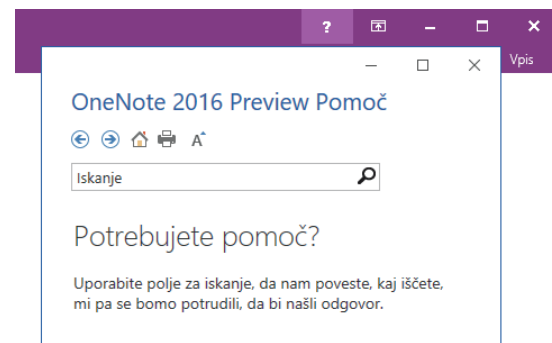 ?
Vpis
OneNote 2016 Preview Pomoč
A
Iskanje
Potrebujete pomoč?
Uporabite polje za iskanje, da nam poveste, kaj iščete,
mi pa se bomo potrudili, da bi našli odgovor.